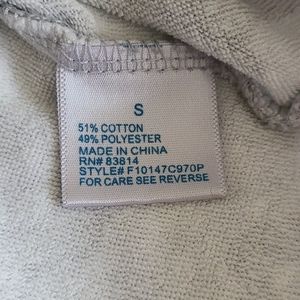 S
51% COTTON
49% POLYESTER
MADE IN CHINA
RN# 83814
STYLE# F10147C970P
FOR CARE SEE REVERSE